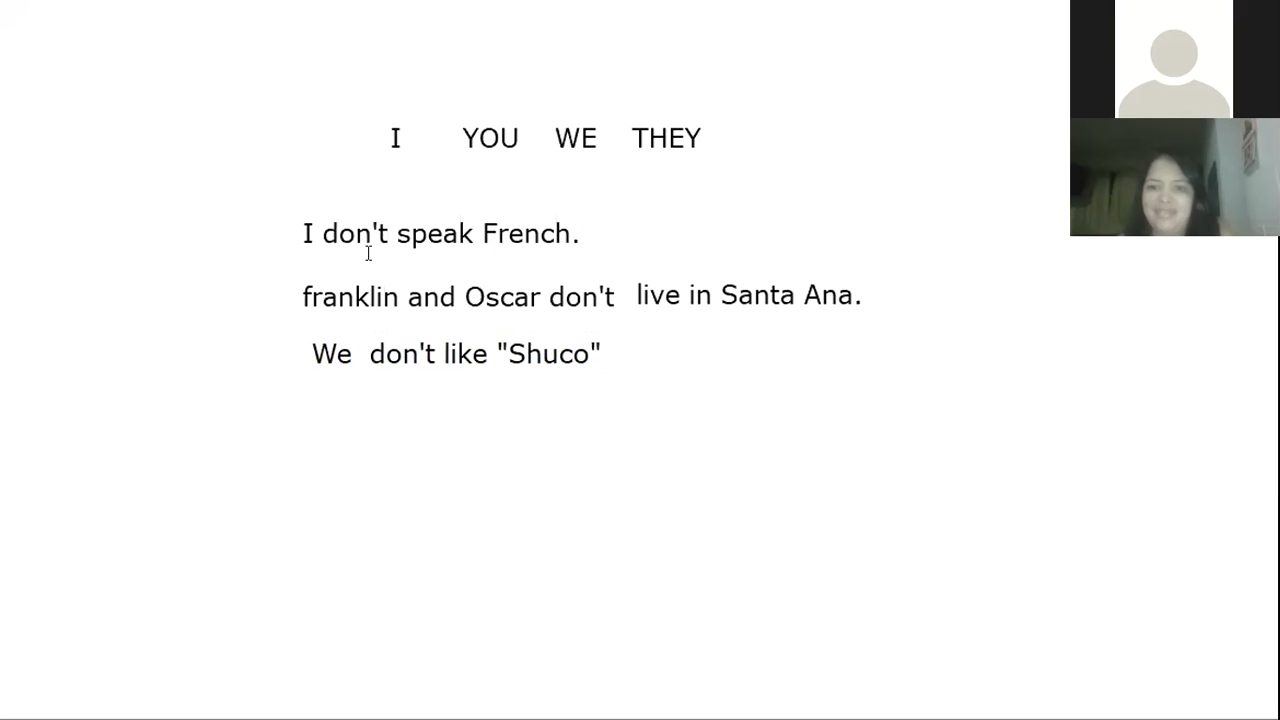 I YOU WE THEY
I don't speak French.
franklin and Oscar don't live in Santa Ana.
We don't like "Shuco"